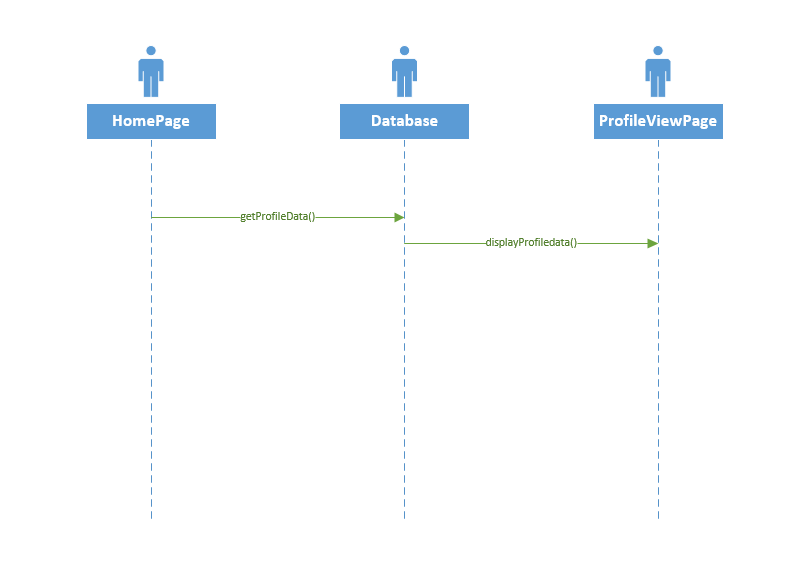 HomePage
Database
ProfileViewPage
getProfileData()
displayProfiledata()